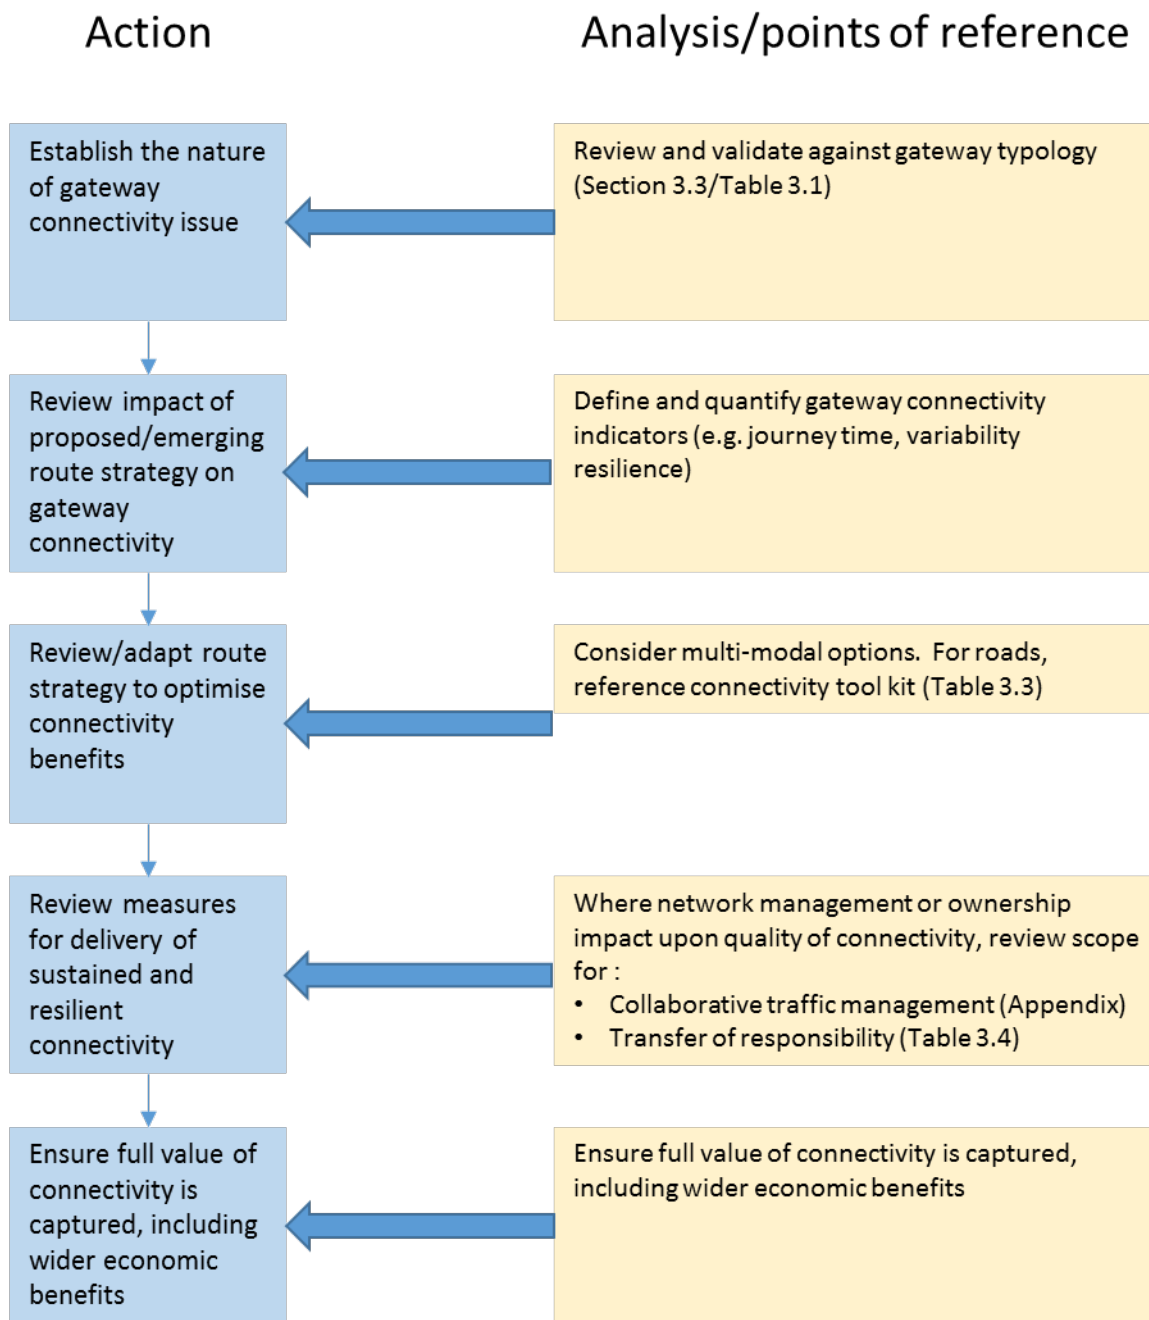 Action
Analysis/points of reference
Establish the nature
of gateway
connectivity issue
Review and validate against gateway typology
(Section 3.3/Table 3.1)
Review impact of
proposed/emerging
route strategy on
gateway
connectivity
Define and quantify gateway connectivity
indicators (e.g. journey time, variability
resilience)
Review/adapt route
strategy to optimise
connectivity
benefits
Consider multi-modal options. For roads,
reference connectivity tool kit (Table 3.3)
Review measures
for delivery of
sustained and
resilient
connectivity
Where network management or ownership
impact upon quality of connectivity, review scope
for :
• Collaborative traffic management (Appendix)
• Transfer of responsibility (Table 3.4)
Ensure full value of
connectivity is
captured, including
wider economic
benefits
Ensure full value of connectivity is captured,
including wider economic benefits